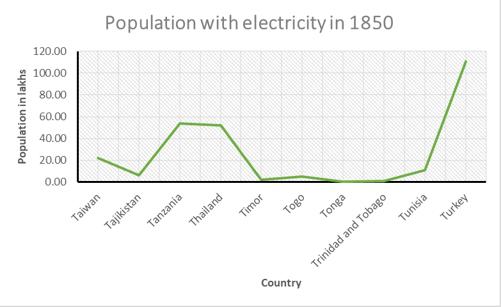 Population with electricity in 1850
Population in lakhs
120.00
100.00
80.00
60.00
40.00
20.00
0.00
Taiwan
Tajikistan
Tanzania
Thailand
Timor
Togo
Tonga
Trinidad and Tobago
Tunisia
Turkey
Country